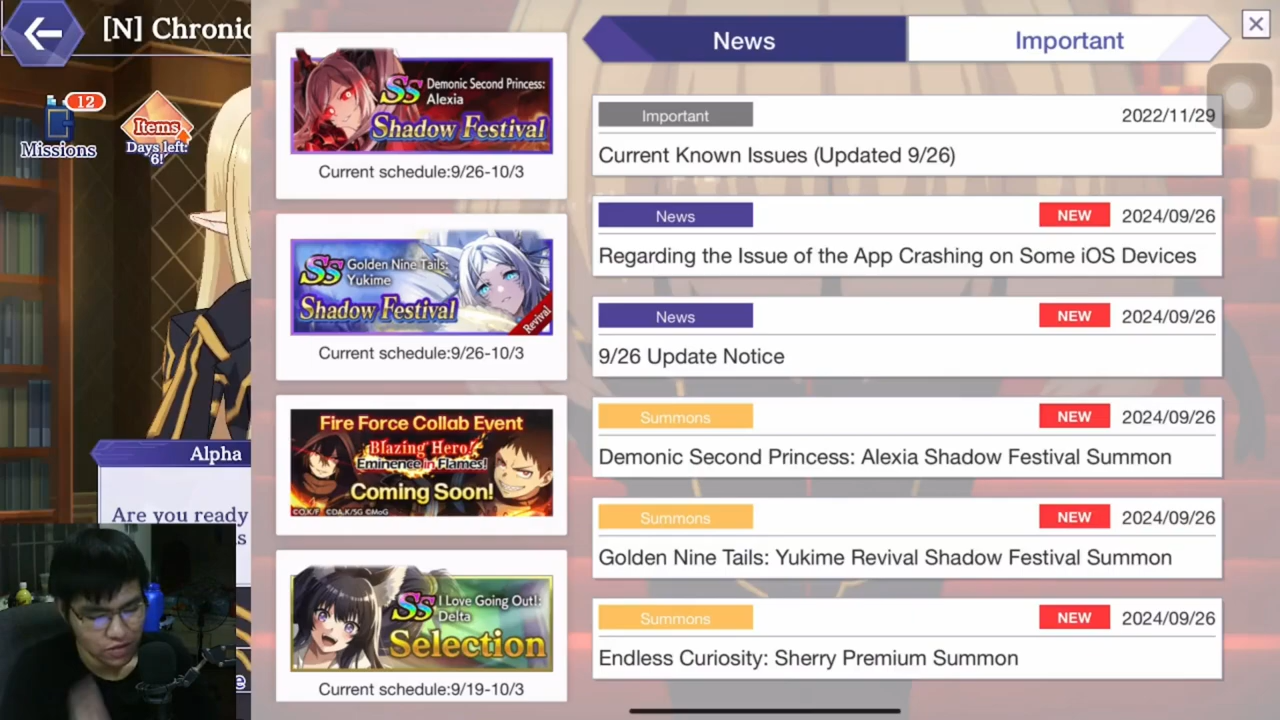 [N] Chronic
12
Missions
Items
Days left:
6!
Alpha
Are you ready
s
e
SS Demonic Second Princess:
Alexia
Shadow Festival
Current schedule:9/26-10/3
SS Golden Nine Tails:
Yukime
Shadow Festival
Revival
Current schedule:9/26-10/3
Fire Force Collab Event
Blazing Hero!
Eminence in Flames!
Coming Soon!
©O.K/F ©D.A.K/SG ©MoG
SS I Love Going Out!:
Delta
Selection
Current schedule:9/19-10/3
News
Important
Important 2022/11/29
Current Known Issues (Updated 9/26)
News NEW 2024/09/26
Regarding the Issue of the App Crashing on Some iOS Devices
News NEW 2024/09/26
9/26 Update Notice
Summons NEW 2024/09/26
Demonic Second Princess: Alexia Shadow Festival Summon
Summons NEW 2024/09/26
Golden Nine Tails: Yukime Revival Shadow Festival Summon
Summons NEW 2024/09/26
Endless Curiosity: Sherry Premium Summon